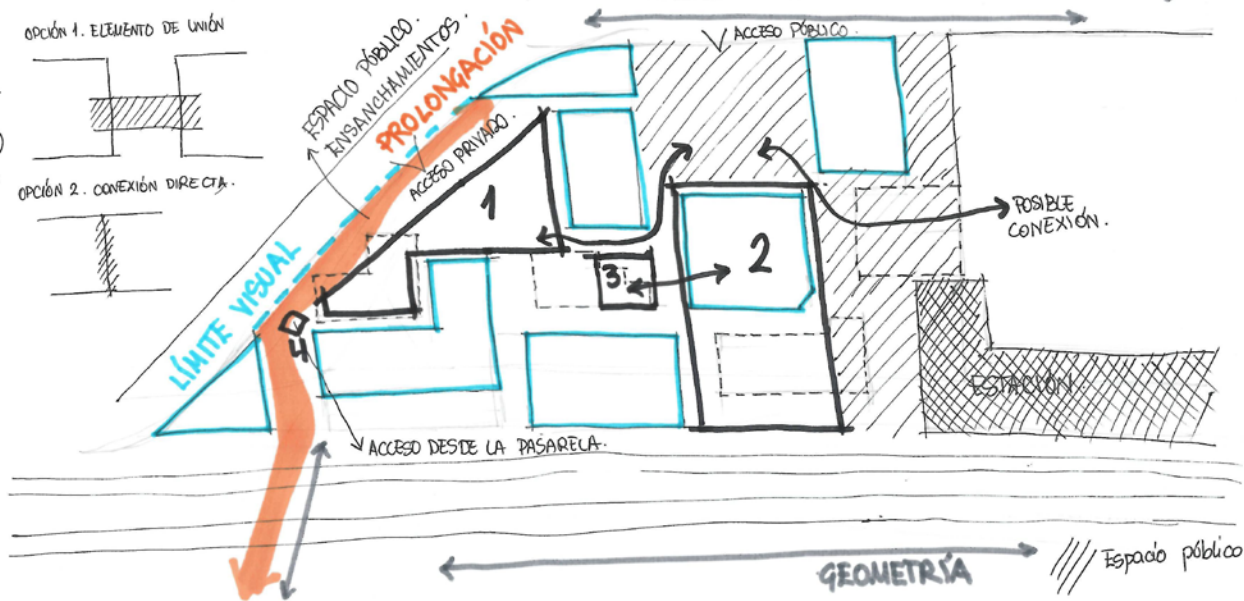 OPCIÓN 1. ELEMENTO DE UNIÓN
OPCIÓN 2. CONEXIÓN DIRECTA.
ESPACIO PÚBLICO.
ENSANCHAMIENTOS.
PROLONGACIÓN
ACCESO PRIVADO.
LÍMITE VISUAL
ACCESO PÚBLICO.
1
2
3
4
POSIBLE
CONEXIÓN.
ESTACIÓN.
ACCESO DESDE LA PASARELA.
GEOMETRÍA
Espacio público